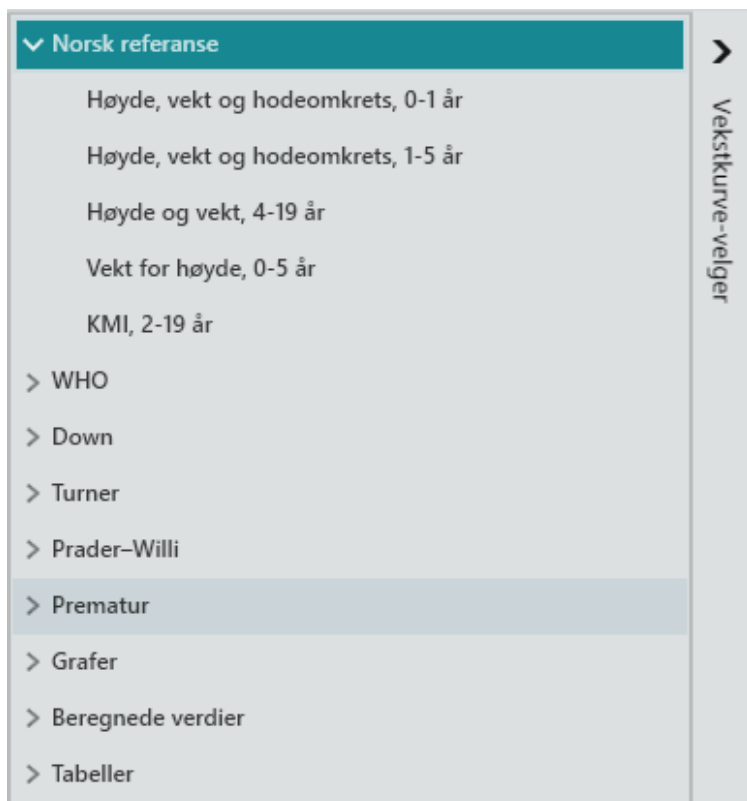 Norsk referanse
Høyde, vekt og hodeomkrets, 0-1 år
Høyde, vekt og hodeomkrets, 1-5 år
Høyde og vekt, 4-19 år
Vekt for høyde, 0-5 år
KMI, 2-19 år
WHO
Down
Turner
Prader–Willi
Prematur
Grafer
Beregnede verdier
Tabeller
Vekstkurve-velger